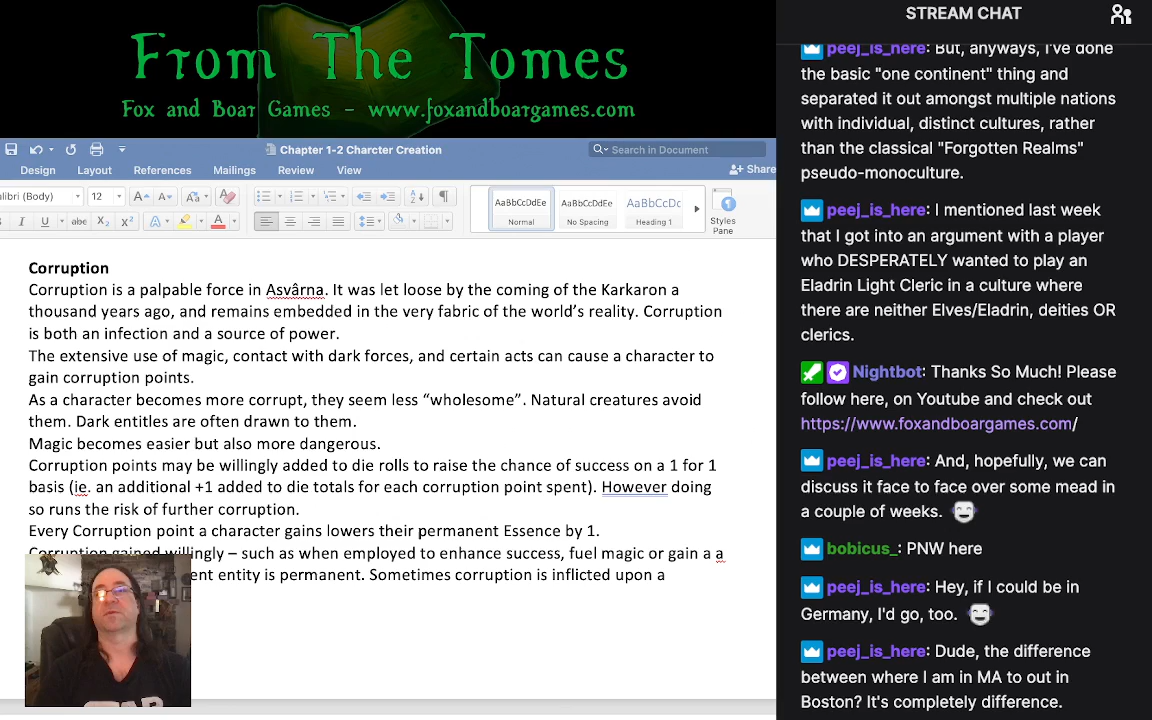 From The Tomes
Fox and Boar Games - www.foxandboargames.com
Chapter 1-2 Charcter Creation
Search in Document
Design Layout References Mailings Review View
Share
alibri (Body) 12
AaBbCcDdEe AaBbCcDdEe AaBbCcDc
Normal No Spacing Heading 1
Styles
Pane
Corruption
Corruption is a palpable force in Asvârna. It was let loose by the coming of the Karkaron a
thousand years ago, and remains embedded in the very fabric of the world's reality. Corruption
is both an infection and a source of power.
The extensive use of magic, contact with dark forces, and certain acts can cause a character to
gain corruption points.
As a character becomes more corrupt, they seem less “wholesome”. Natural creatures avoid
them. Dark entitles are often drawn to them.
Magic becomes easier but also more dangerous.
Corruption points may be willingly added to die rolls to raise the chance of success on a 1 for 1
basis (ie. an additional +1 added to die totals for each corruption point spent). However doing
so runs the risk of further corruption.
Every Corruption point a character gains lowers their permanent Essence by 1.
Corruption gained willingly – such as when employed to enhance success, fuel magic or gain a a
ent entity is permanent. Sometimes corruption is inflicted upon a
STREAM CHAT
peej_is_here: But, anyways, I've done
the basic "one continent" thing and
separated it out amongst multiple nations
with individual, distinct cultures, rather
than the classical "Forgotten Realms"
pseudo-monoculture.
peej_is_here: I mentioned last week
that I got into an argument with a player
who DESPERATELY wanted to play an
Eladrin Light Cleric in a culture where
there are neither Elves/Eladrin, deities OR
clerics.
Nightbot: Thanks So Much! Please
follow here, on Youtube and check out
https://www.foxandboargames.com/
peej_is_here: And, hopefully, we can
discuss it face to face over some mead in
a couple of weeks.
bobicus_: PNW here
peej_is_here: Hey, if I could be in
Germany, I'd go, too.
peej_is_here: Dude, the difference
between where I am in MA to out in
Boston? It's completely difference.